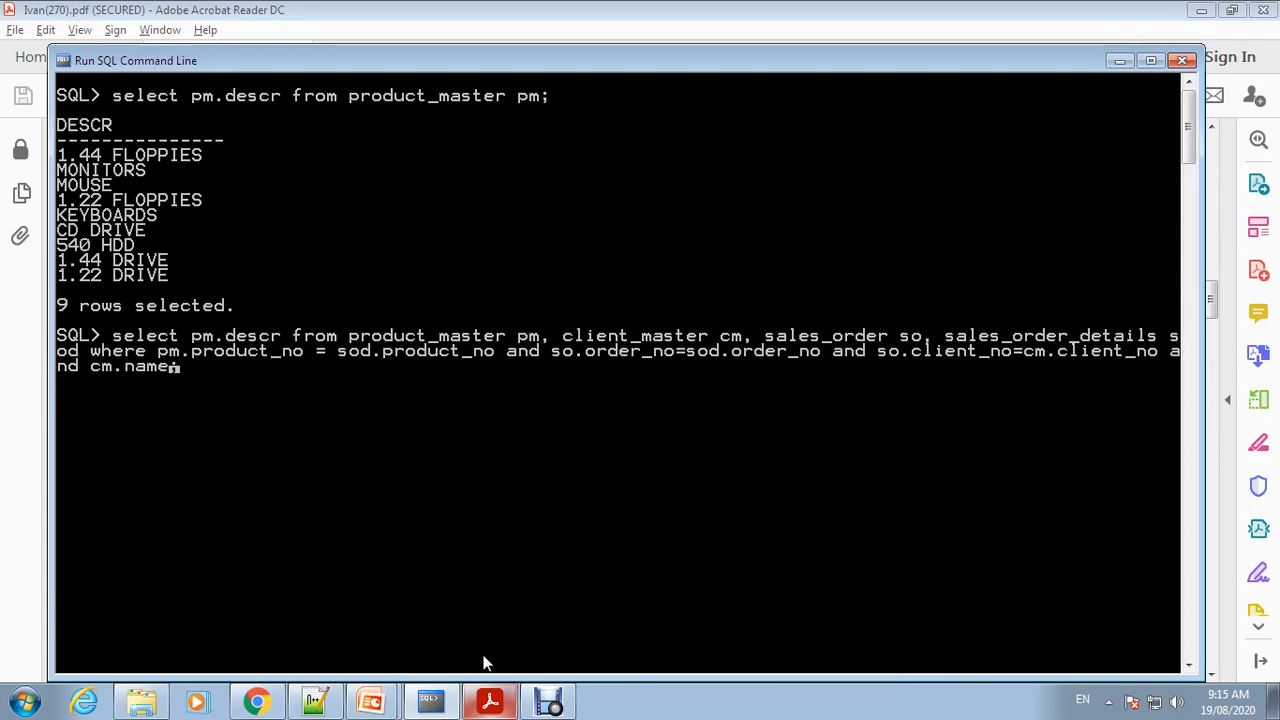 Ivan(270).pdf (SECURED) - Adobe Acrobat Reader DC
File Edit View Sign Window Help
Hom
Sign In
Run SQL Command Line
SQL> select pm.descr from product_master pm;
DESCR
---------------
1.44 FLOPPIES
MONITORS
MOUSE
1.22 FLOPPIES
KEYBOARDS
CD DRIVE
540 HDD
1.44 DRIVE
1.22 DRIVE
9 rows selected.
SQL> select pm.descr from product_master pm, client_master cm, sales_order so, sales_order_details s
od where pm.product_no = sod.product_no and so.order_no=sod.order_no and so.client_no=cm.client_no a
nd cm.name;
EN
9:15 AM
19/08/2020